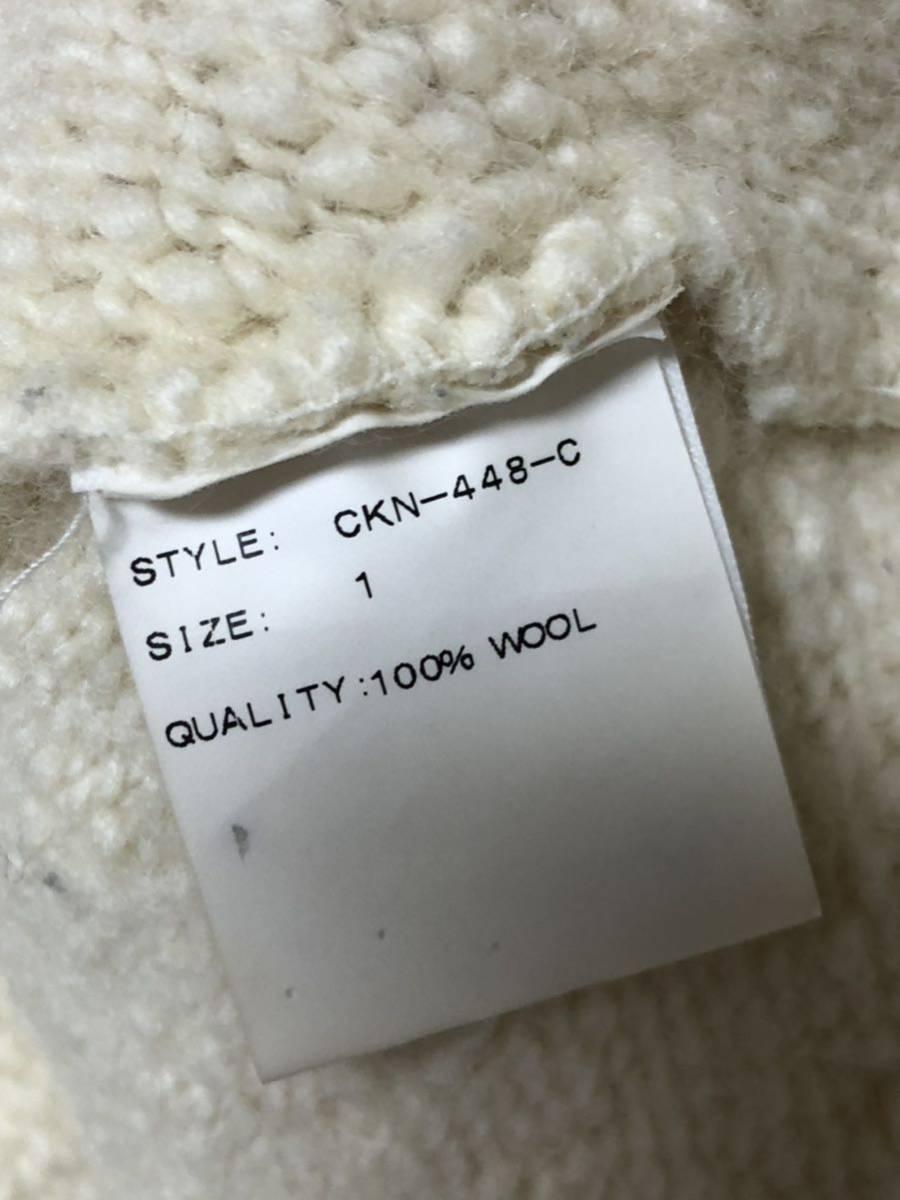 STYLE: CKN-448-C
SIZE: 1
QUALITY:100% WOOL